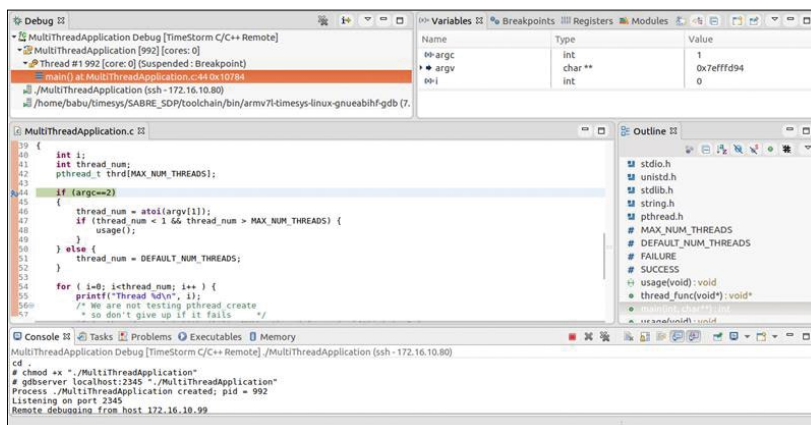 Debug
MultiThreadApplication Debug [TimeStorm C/C++ Remote]
MultiThreadApplication [992] [cores: 0]
Thread #1 992 [core: 0] (Suspended : Breakpoint)
main() at MultiThreadApplication.c:44 0x10784
./MultiThreadApplication (ssh - 172.16.10.80)
/home/babu/timesys/SABRE_SDP/toolchain/bin/armv7l-timesys-linux-gnueabihf-gdb (7.
(x)= Variables Breakpoints Registers Modules
Name Type Value
(x)= argc int 1
argv char ** 0x7efffd94
(x)= i int 0
MultiThreadApplication.c
39 {
40 int i;
41 int thread_num;
42 pthread_t thrd[MAX_NUM_THREADS];
43
44 if (argc==2)
45 {
46 thread_num = atoi(argv[1]);
47 if (thread_num < 1 && thread_num > MAX_NUM_THREADS) {
48 usage();
49 }
50 } else {
51 thread_num = DEFAULT_NUM_THREADS;
52 }
53
54 for ( i=0; i<thread_num; i++ ) {
55 printf("Thread %d\n", i);
56 /* We are not testing pthread_create
57 * so don't give up if it fails */
Outline
stdio.h
unistd.h
stdlib.h
string.h
pthread.h
# MAX_NUM_THREADS
# DEFAULT_NUM_THREADS
# FAILURE
# SUCCESS
usage(void) : void
thread_func(void*) : void*
main(int, char**) : int
usage(void) : void
Console Tasks Problems Executables Memory
MultiThreadApplication Debug [TimeStorm C/C++ Remote] ./MultiThreadApplication (ssh - 172.16.10.80)
cd .
# chmod +x "./MultiThreadApplication"
# gdbserver localhost:2345 "./MultiThreadApplication"
Process ./MultiThreadApplication created; pid = 992
Listening on port 2345
Remote debugging from host 172.16.10.99